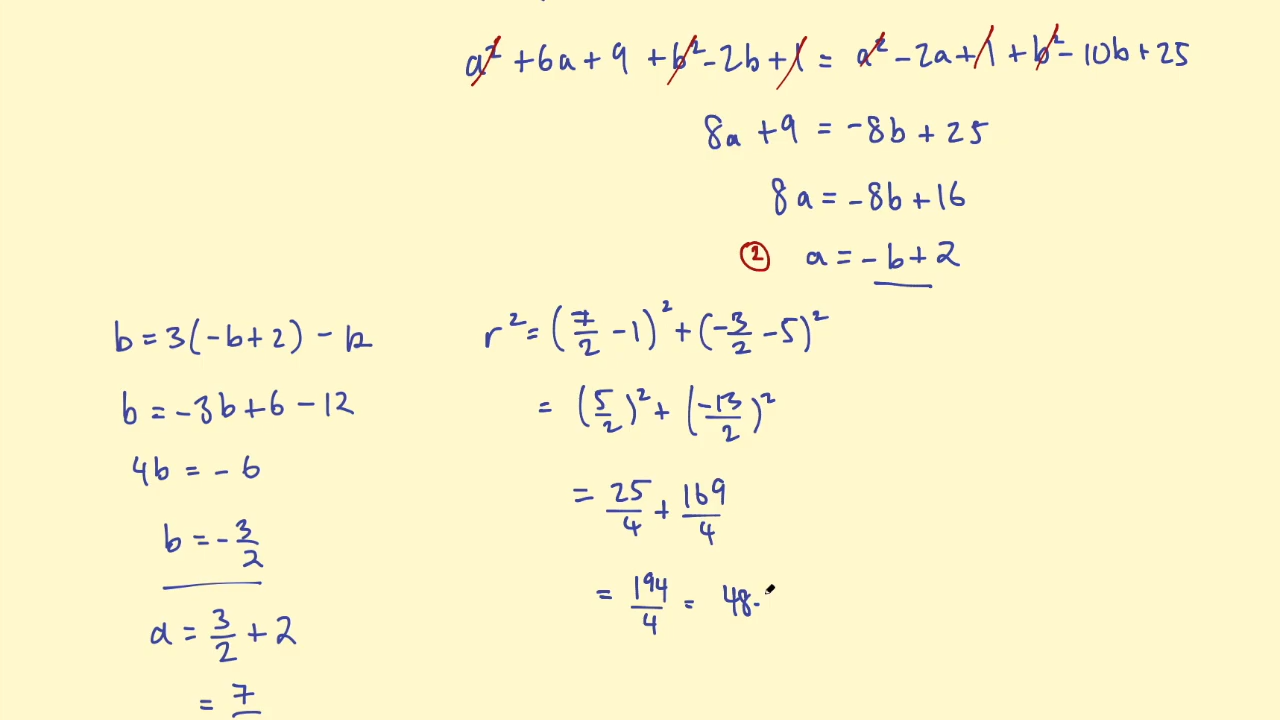 a² + 6a + 9 + b² - 2b + 1 = a² - 2a + 1 + b² - 10b + 25
8a + 9 = -8b + 25
8a = -8b + 16
② a = -b + 2
b = 3(-b + 2) - 12
b = -3b + 6 - 12
4b = -6
b = -3/2
a = 3/2 + 2
= 7
r² = (7/2 - 1)² + (-3/2 - 5)²
= (5/2)² + (-13/2)²
= 25/4 + 169/4
= 194/4 = 48.